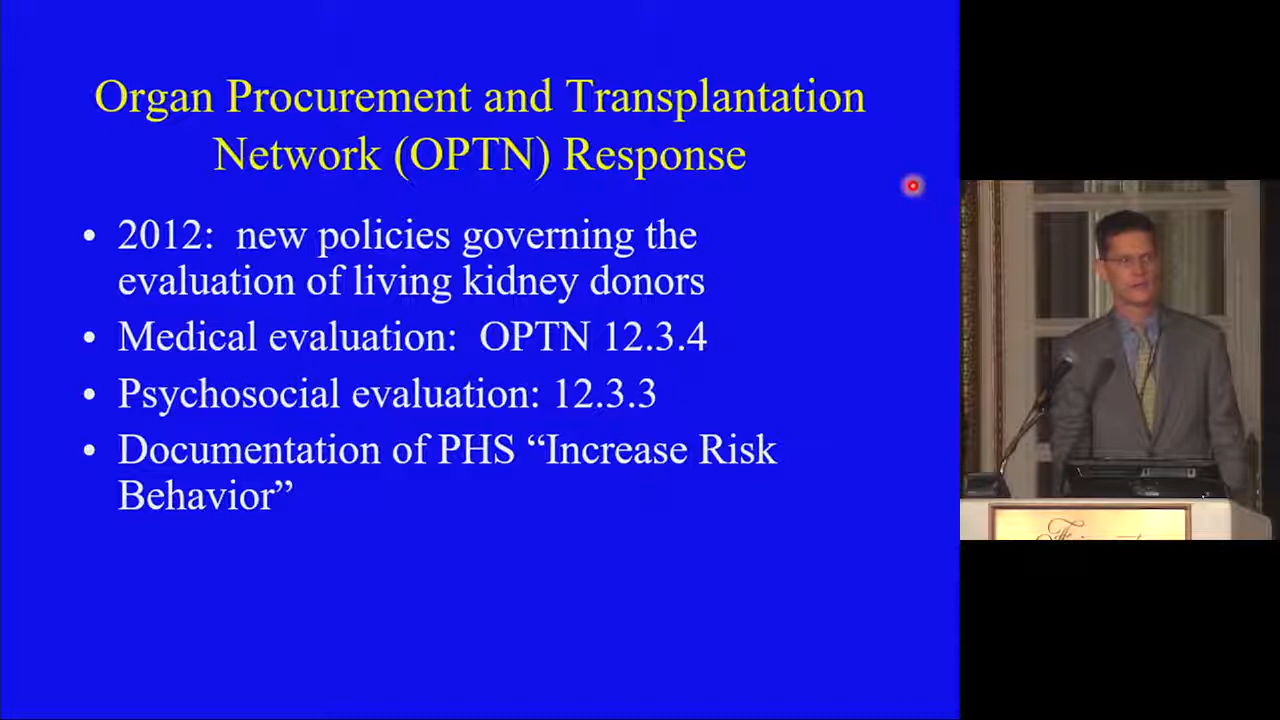 Organ Procurement and Transplantation
Network (OPTN) Response
• 2012:  new policies governing the
evaluation of living kidney donors
• Medical evaluation:  OPTN 12.3.4
• Psychosocial evaluation: 12.3.3
• Documentation of PHS “Increase Risk
Behavior”